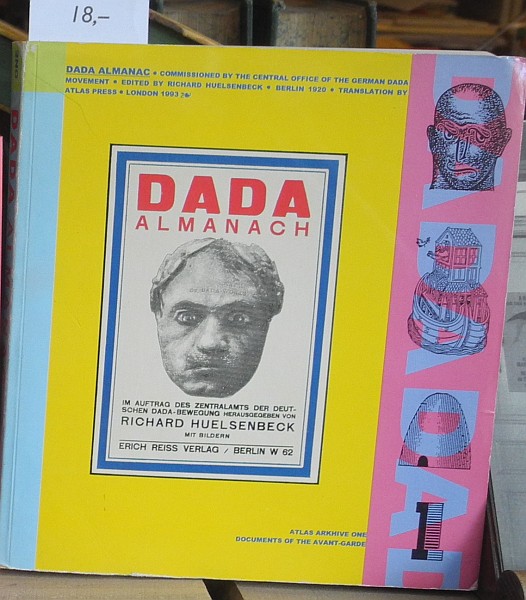 18,–
DADA ALMANAC • COMMISSIONED BY THE CENTRAL OFFICE OF THE GERMAN DADA
MOVEMENT • EDITED BY RICHARD HUELSENBECK • BERLIN 1920 • TRANSLATION BY
ATLAS PRESS • LONDON 1993
DADA
ALMANACH
IM AUFTRAG DES ZENTRALAMTS DER DEUT-
SCHEN DADA-BEWEGUNG HERAUSGEGEBEN VON
RICHARD HUELSENBECK
MIT BILDERN
ERICH REISS VERLAG / BERLIN W 62
ATLAS ARKHIVE ONE
DOCUMENTS OF THE AVANT-GARDE
DADADADA
1